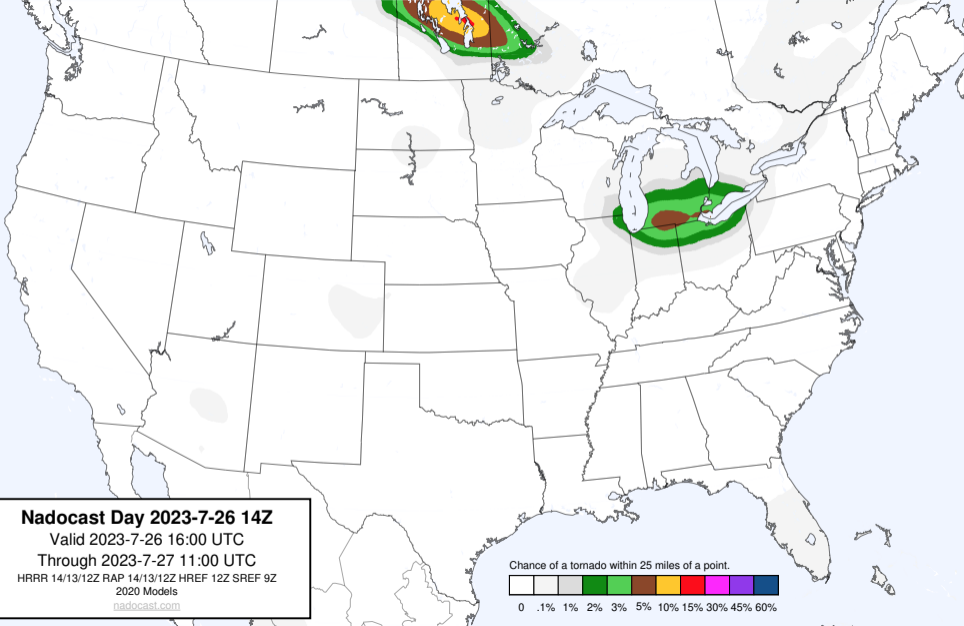 Nadocast Day 2023-7-26 14Z
Valid 2023-7-26 16:00 UTC
Through 2023-7-27 11:00 UTC
HRRR 14/13/12Z RAP 14/13/12Z HREF 12Z SREF 9Z
2020 Models
nadocast.com
Chance of a tornado within 25 miles of a point.
0 .1% 1% 2% 3% 5% 10% 15% 30% 45% 60%